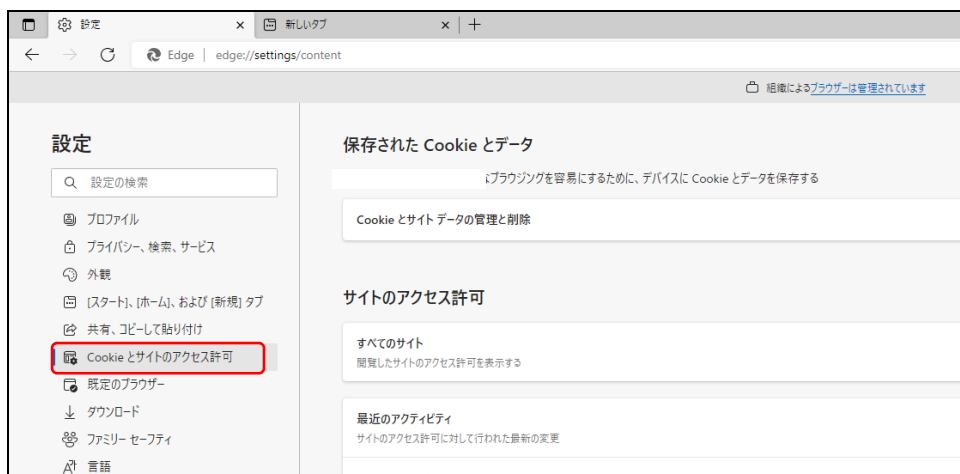 設定
新しいタブ
Edge
edge://settings/content
組織によるブラウザーは管理されています
設定
設定の検索
プロファイル
プライバシー、検索、サービス
外観
[スタート]、[ホーム]、および [新規] タブ
共有、コピーして貼り付け
Cookie とサイトのアクセス許可
既定のブラウザー
ダウンロード
ファミリー セーフティ
言語
保存された Cookie とデータ
なブラウジングを容易にするために、デバイスに Cookie とデータを保存する
Cookie とサイト データの管理と削除
サイトのアクセス許可
すべてのサイト
閲覧したサイトのアクセス許可を表示する
最近のアクティビティ
サイトのアクセス許可に対して行われた最新の変更